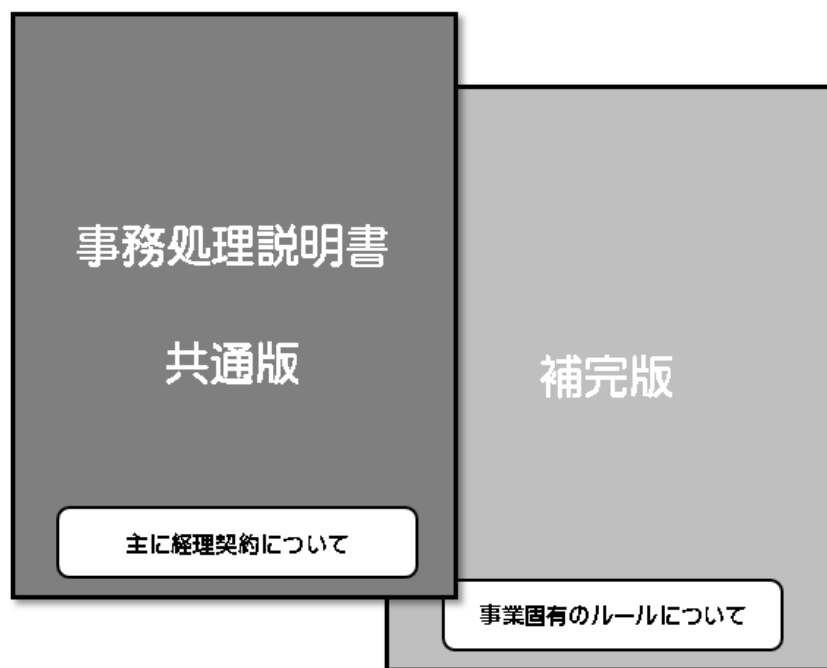 事務処理説明書
共通版
主に経理契約について
補完版
事業固有のルールについて